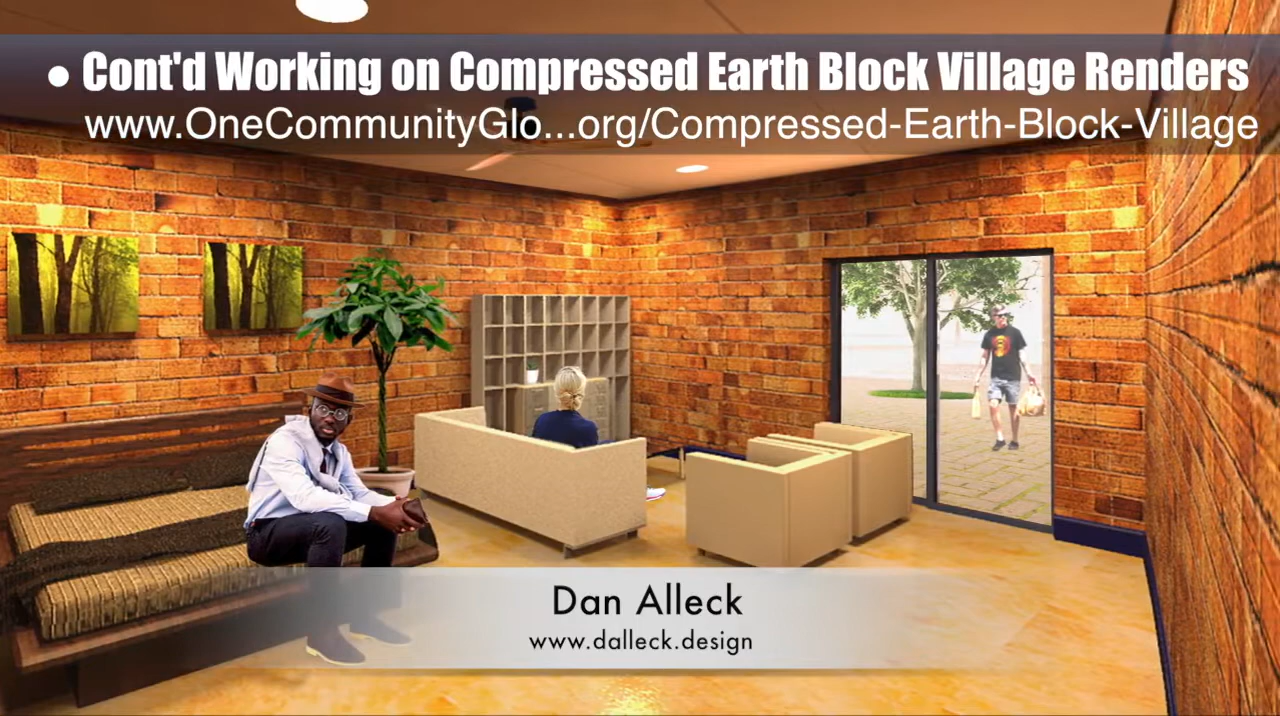 ● Cont'd Working on Compressed Earth Block Village Renders
www.OneCommunityGlo...org/Compressed-Earth-Block-Village
Dan Alleck
www.dalleck.design